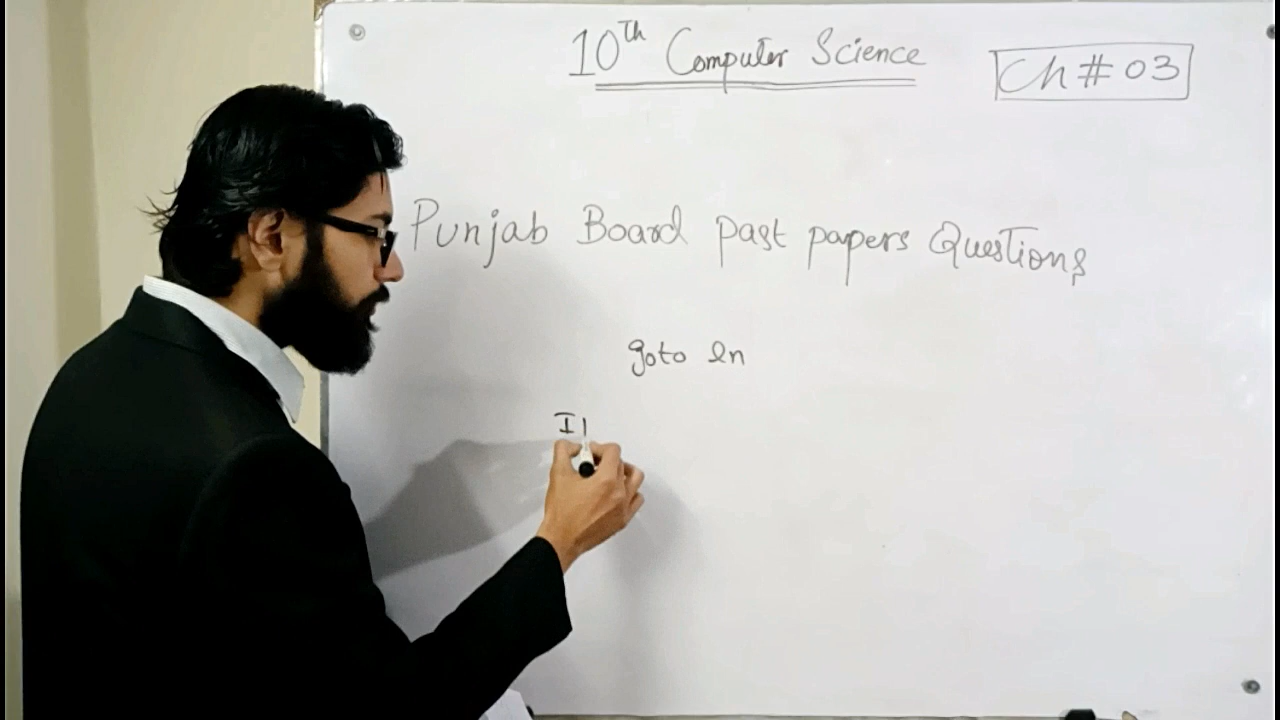 10th Computer Science
Ch # 03
Punjab Board past papers Questions
goto ln
I